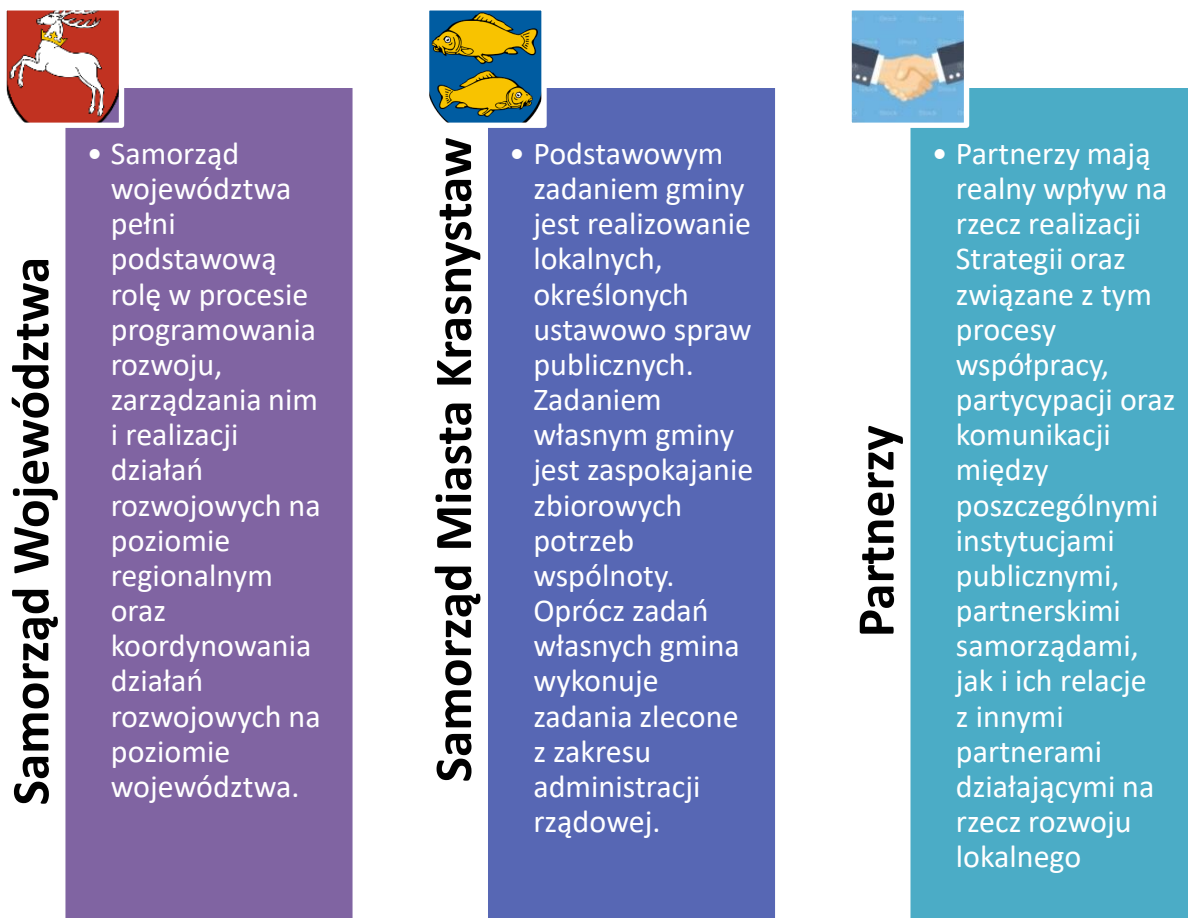 Samorząd Województwa
• Samorząd
województwa
pełni
podstawową
rolę w procesie
programowania
rozwoju,
zarządzania nim
i realizacji
działań
rozwojowych na
poziomie
regionalnym
oraz
koordynowania
działań
rozwojowych na
poziomie
województwa.
Samorząd Miasta Krasnystaw
• Podstawowym
zadaniem gminy
jest realizowanie
lokalnych,
określonych
ustawowo spraw
publicznych.
Zadaniem
własnym gminy
jest zaspokajanie
zbiorowych
potrzeb
wspólnoty.
Oprócz zadań
własnych gmina
wykonuje
zadania zlecone
z zakresu
administracji
rządowej.
Partnerzy
• Partnerzy mają
realny wpływ na
rzecz realizacji
Strategii oraz
związane z tym
procesy
współpracy,
partycypacji oraz
komunikacji
między
poszczególnymi
instytucjami
publicznymi,
partnerskimi
samorządami,
jak i ich relacje
z innymi
partnerami
działającymi na
rzecz rozwoju
lokalnego